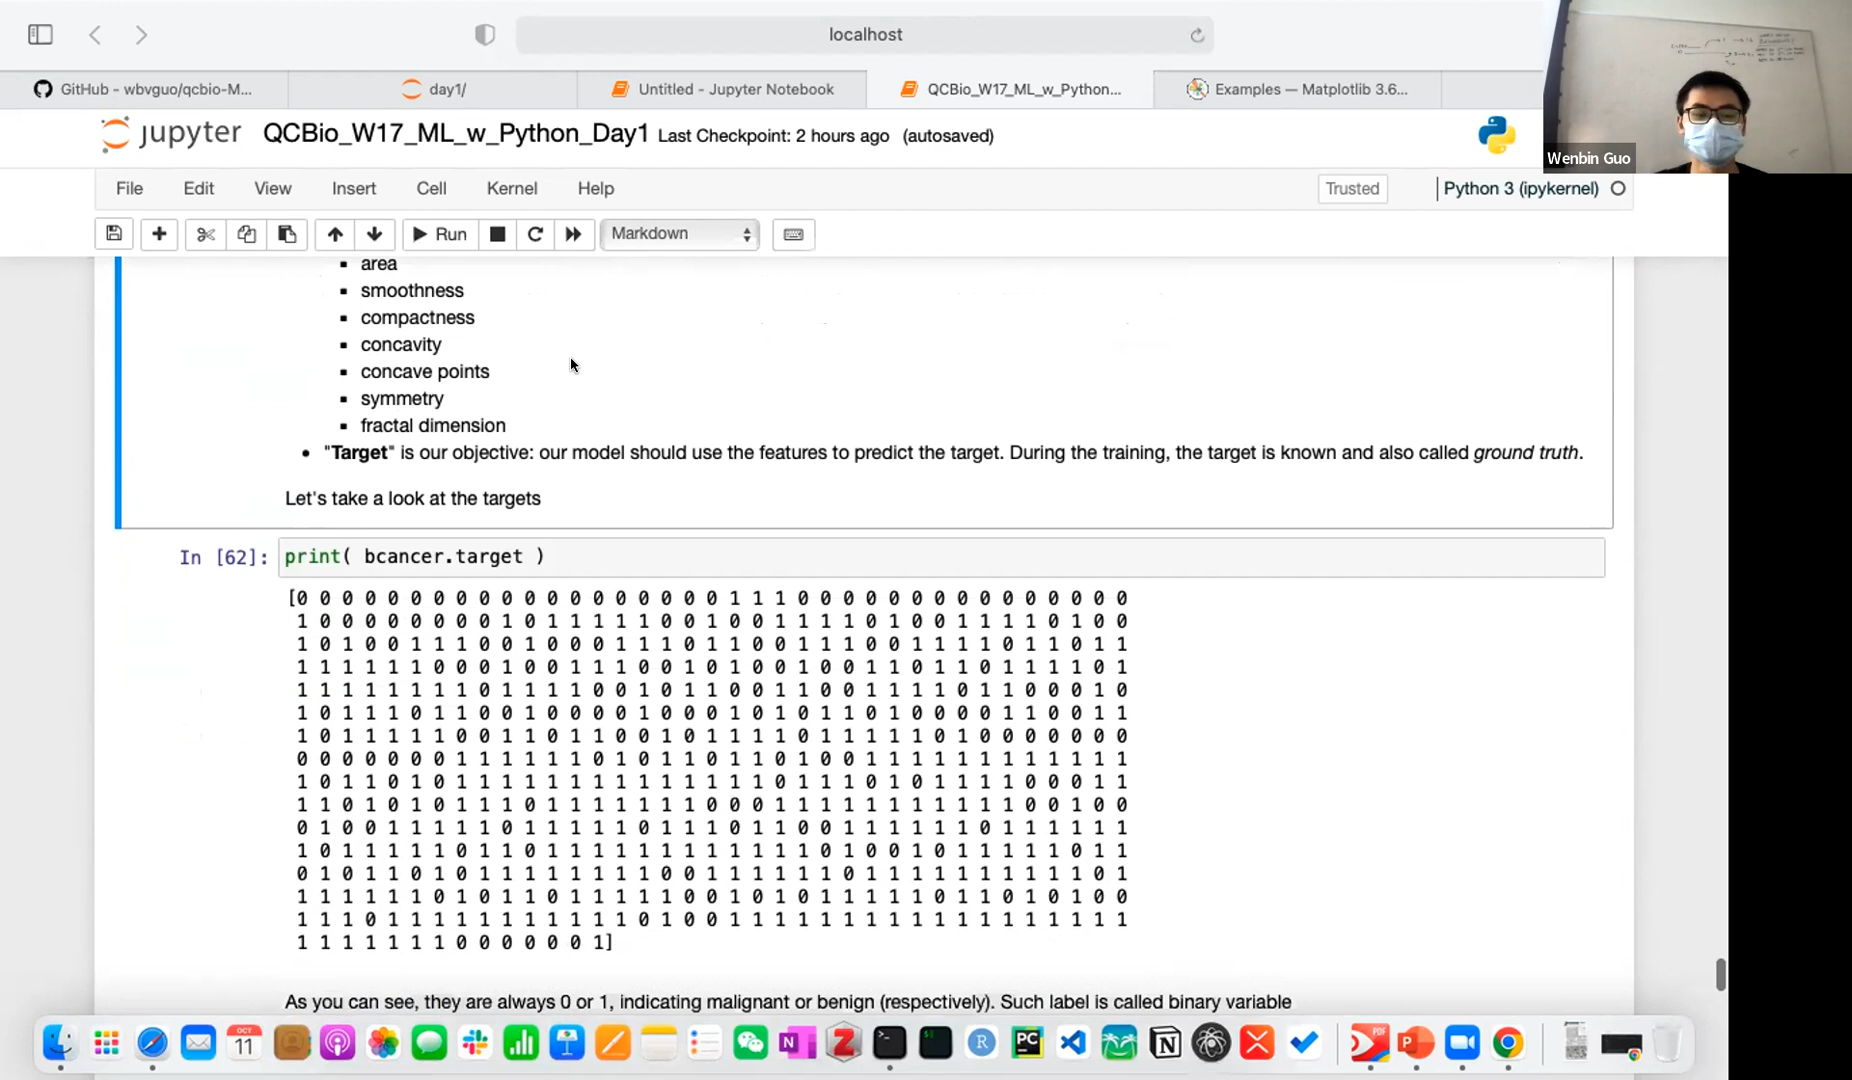 localhost
GitHub - wbvguo/qcbio-M...
day1/
Untitled - Jupyter Notebook
QCBio_W17_ML_w_Python...
Examples — Matplotlib 3.6...
Wenbin Guo
jupyter QCBio_W17_ML_w_Python_Day1 Last Checkpoint: 2 hours ago (autosaved)
File Edit View Insert Cell Kernel Help Trusted Python 3 (ipykernel)
Run Markdown
area
smoothness
compactness
concavity
concave points
symmetry
fractal dimension
"Target" is our objective: our model should use the features to predict the target. During the training, the target is known and also called ground truth.
Let's take a look at the targets
In [62]: print( bcancer.target )
[0 0 0 0 0 0 0 0 0 0 0 0 0 0 0 0 0 0 0 1 1 1 0 0 0 0 0 0 0 0 0 0 0 0 0 0 0
1 0 0 0 0 0 0 0 0 1 0 1 1 1 1 1 0 0 1 0 0 1 1 1 1 0 1 0 0 1 1 1 1 0 1 0 0
1 0 1 0 0 1 1 1 0 0 1 0 0 0 1 1 1 0 1 1 0 0 1 1 1 0 0 1 1 1 1 0 1 1 0 1 1
1 1 1 1 1 1 0 0 0 1 0 0 1 1 1 0 0 1 0 1 0 0 1 0 0 1 1 0 1 1 0 1 1 1 1 0 1
1 1 1 1 1 1 1 1 0 1 1 1 1 0 0 1 0 1 1 0 0 1 1 0 0 1 1 1 1 0 1 1 0 0 0 1 0
1 0 1 1 1 0 1 1 0 0 1 0 0 0 0 1 0 0 0 1 0 1 0 1 1 0 1 0 0 0 0 1 1 0 0 1 1
1 0 1 1 1 1 1 0 0 1 1 0 1 1 0 0 1 0 1 1 1 1 0 1 1 1 1 1 0 1 0 0 0 0 0 0 0
0 0 0 0 0 0 0 1 1 1 1 1 1 0 1 0 1 1 0 1 1 0 1 0 0 1 1 1 1 1 1 1 1 1 1 1 1
1 0 1 1 0 1 0 1 1 1 1 1 1 1 1 1 1 1 1 1 1 0 1 1 1 0 1 0 1 1 1 1 0 0 0 1 1
1 1 0 1 0 1 0 1 1 1 0 1 1 1 1 1 1 1 0 0 0 1 1 1 1 1 1 1 1 1 1 1 0 0 1 0 0
0 1 0 0 1 1 1 1 1 0 1 1 1 1 1 0 1 1 1 0 1 1 0 0 1 1 1 1 1 1 0 1 1 1 1 1 1
1 0 1 1 1 1 1 0 1 1 0 1 1 1 1 1 1 1 1 1 1 1 1 0 1 0 0 1 0 1 1 1 1 1 0 1 1
0 1 0 1 1 0 1 0 1 1 1 1 1 1 1 1 0 0 1 1 1 1 1 1 0 1 1 1 1 1 1 1 1 1 1 0 1
1 1 1 1 1 1 0 1 0 1 1 0 1 1 1 1 1 0 0 1 0 1 0 1 1 1 1 1 0 1 1 0 1 0 1 0 0
1 1 1 0 1 1 1 1 1 1 1 1 1 1 1 0 1 0 0 1 1 1 1 1 1 1 1 1 1 1 1 1 1 1 1 1 1
1 1 1 1 1 1 1 0 0 0 0 0 0 1]
As you can see, they are always 0 or 1, indicating malignant or benign (respectively). Such label is called binary variable
OCT
11